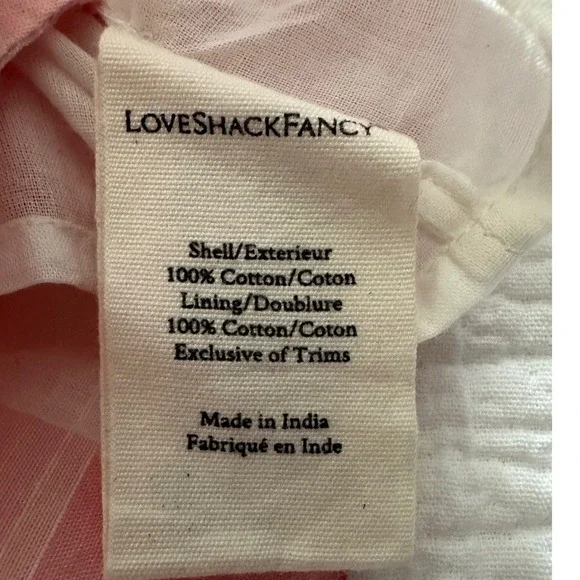 LOVESHACKFANCY
Shell/Exterieur
100% Cotton/Coton
Lining/Doublure
100% Cotton/Coton
Exclusive of Trims
Made in India
Fabriqué en Inde